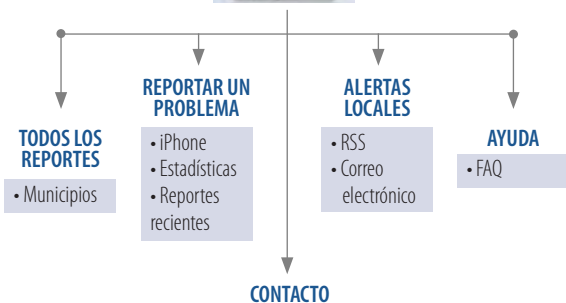 TODOS LOS
REPORTES
• Municipios
REPORTAR UN
PROBLEMA
• iPhone
• Estadísticas
• Reportes
recientes
ALERTAS
LOCALES
• RSS
• Correo
electrónico
AYUDA
• FAQ
CONTACTO